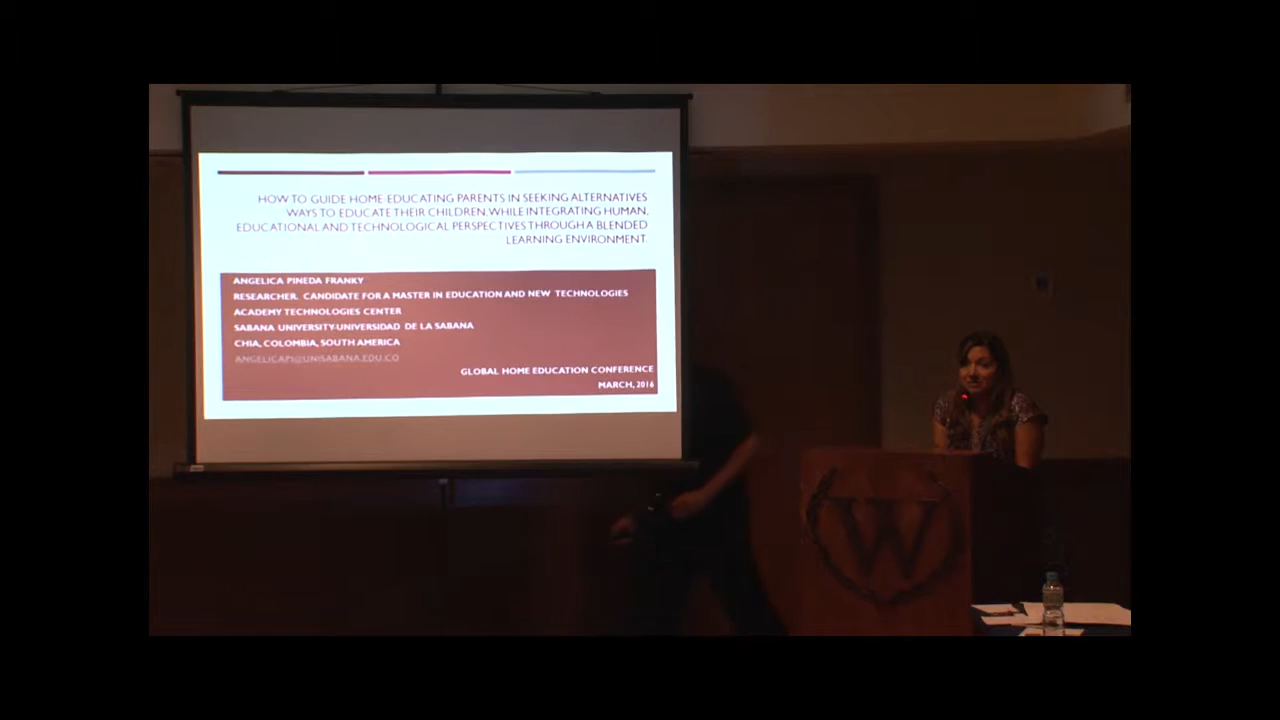 HOW TO GUIDE HOME-EDUCATING PARENTS IN SEEKING ALTERNATIVES
WAYS TO EDUCATE THEIR CHILDREN, WHILE INTEGRATING HUMAN,
EDUCATIONAL AND TECHNOLOGICAL PERSPECTIVES THROUGH A BLENDED
LEARNING ENVIRONMENT.
ANGELICA PINEDA FRANKY
RESEARCHER. CANDIDATE FOR A MASTER IN EDUCATION AND NEW TECHNOLOGIES
ACADEMY TECHNOLOGIES CENTER
SABANA UNIVERSITY-UNIVERSIDAD DE LA SABANA
CHIA, COLOMBIA, SOUTH AMERICA
ANGELICAPI@UNISABANA.EDU.CO
GLOBAL HOME EDUCATION CONFERENCE
MARCH, 2016
W